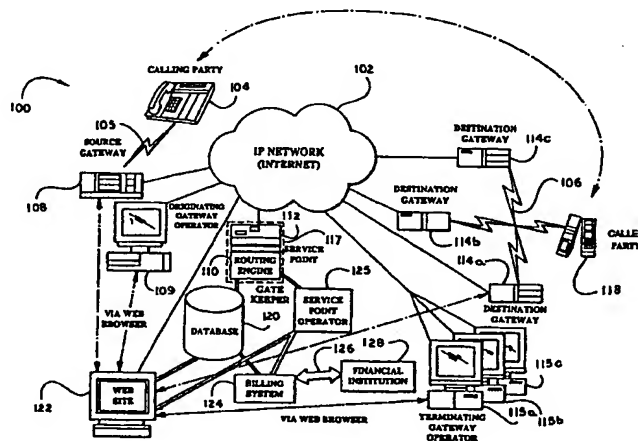 100
CALLING PARTY
104
105
SOURCE GATEWAY
108
102
IP NETWORK
(INTERNET)
DESTINATION
GATEWAY
114c
106
DESTINATION
GATEWAY
114b
CALLED
PARTY
118
114a
DESTINATION
GATEWAY
ORIGINATING
GATEWAY
OPERATOR
109
112
117
SERVICE
POINT
110
ROUTING
ENGINE
GATE
KEEPER
125
SERVICE
POINT
OPERATOR
VIA WEB
BROWSER
DATABASE
120
122
WEB
SITE
124
BILLING
SYSTEM
126
128
FINANCIAL
INSTITUTION
VIA WEB BROWSER
115c
115b
115a
TERMINATING
GATEWAY
OPERATOR